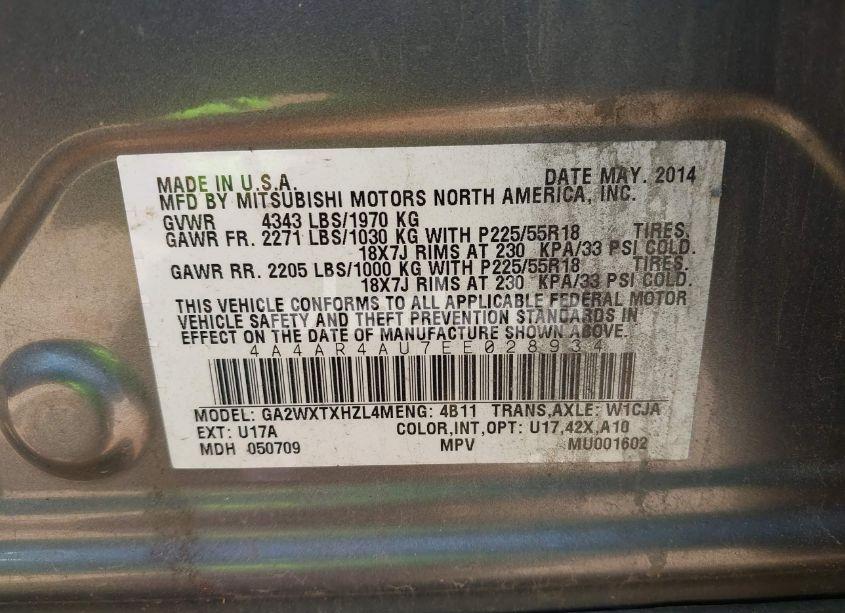 MADE IN U.S.A. DATE MAY. 2014
MFD BY MITSUBISHI MOTORS NORTH AMERICA, INC.
GVWR 4343 LBS/1970 KG
GAWR FR. 2271 LBS/1030 KG WITH P225/55R18 TIRES.
18X7J RIMS AT 230 KPA/33 PSI COLD.
GAWR RR. 2205 LBS/1000 KG WITH P225/55R18 TIRES.
18X7J RIMS AT 230 KPA/33 PSI COLD.
THIS VEHICLE CONFORMS TO ALL APPLICABLE FEDERAL MOTOR
VEHICLE SAFETY AND THEFT PREVENTION STANDARDS IN
EFFECT ON THE DATE OF MANUFACTURE SHOWN ABOVE.
4A4AR4AU7EE028934
MODEL: GA2WXTXHZL4MENG: 4B11 TRANS,AXLE: W1CJA
EXT: U17A COLOR,INT,OPT: U17,42X,A10
MDH 050709 MPV MU001602